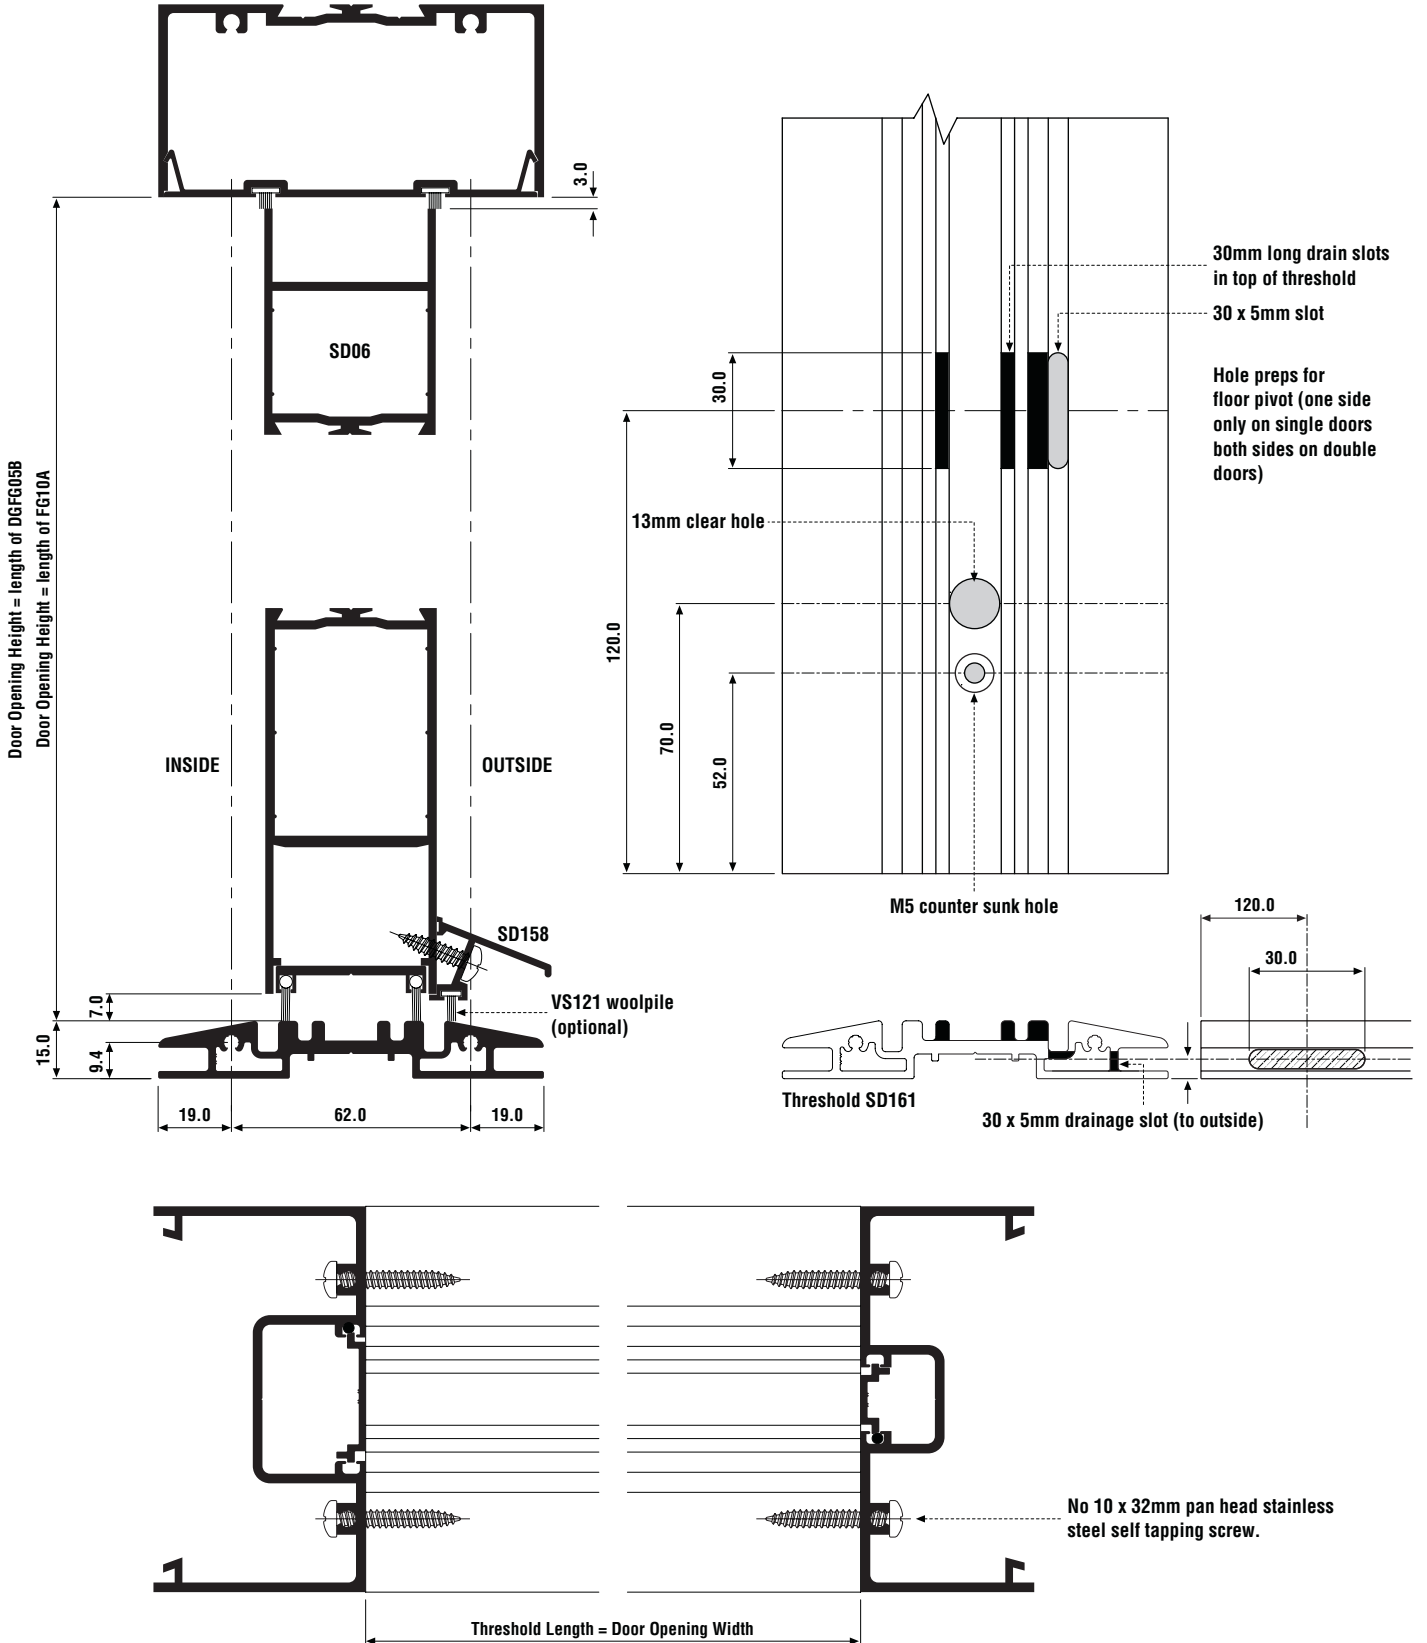 3.0
SD06
Door Opening Height = length of DGFG05B
Door Opening Height = length of FG10A
INSIDE
OUTSIDE
SD158
VS121 woolpile
(optional)
7.0
15.0
9.4
19.0
62.0
19.0
30mm long drain slots
in top of threshold
30 x 5mm slot
Hole preps for
floor pivot (one side
only on single doors
both sides on double
doors)
30.0
13mm clear hole
120.0
70.0
52.0
M5 counter sunk hole
120.0
30.0
Threshold SD161
30 x 5mm drainage slot (to outside)
No 10 x 32mm pan head stainless
steel self tapping screw.
Threshold Length = Door Opening Width